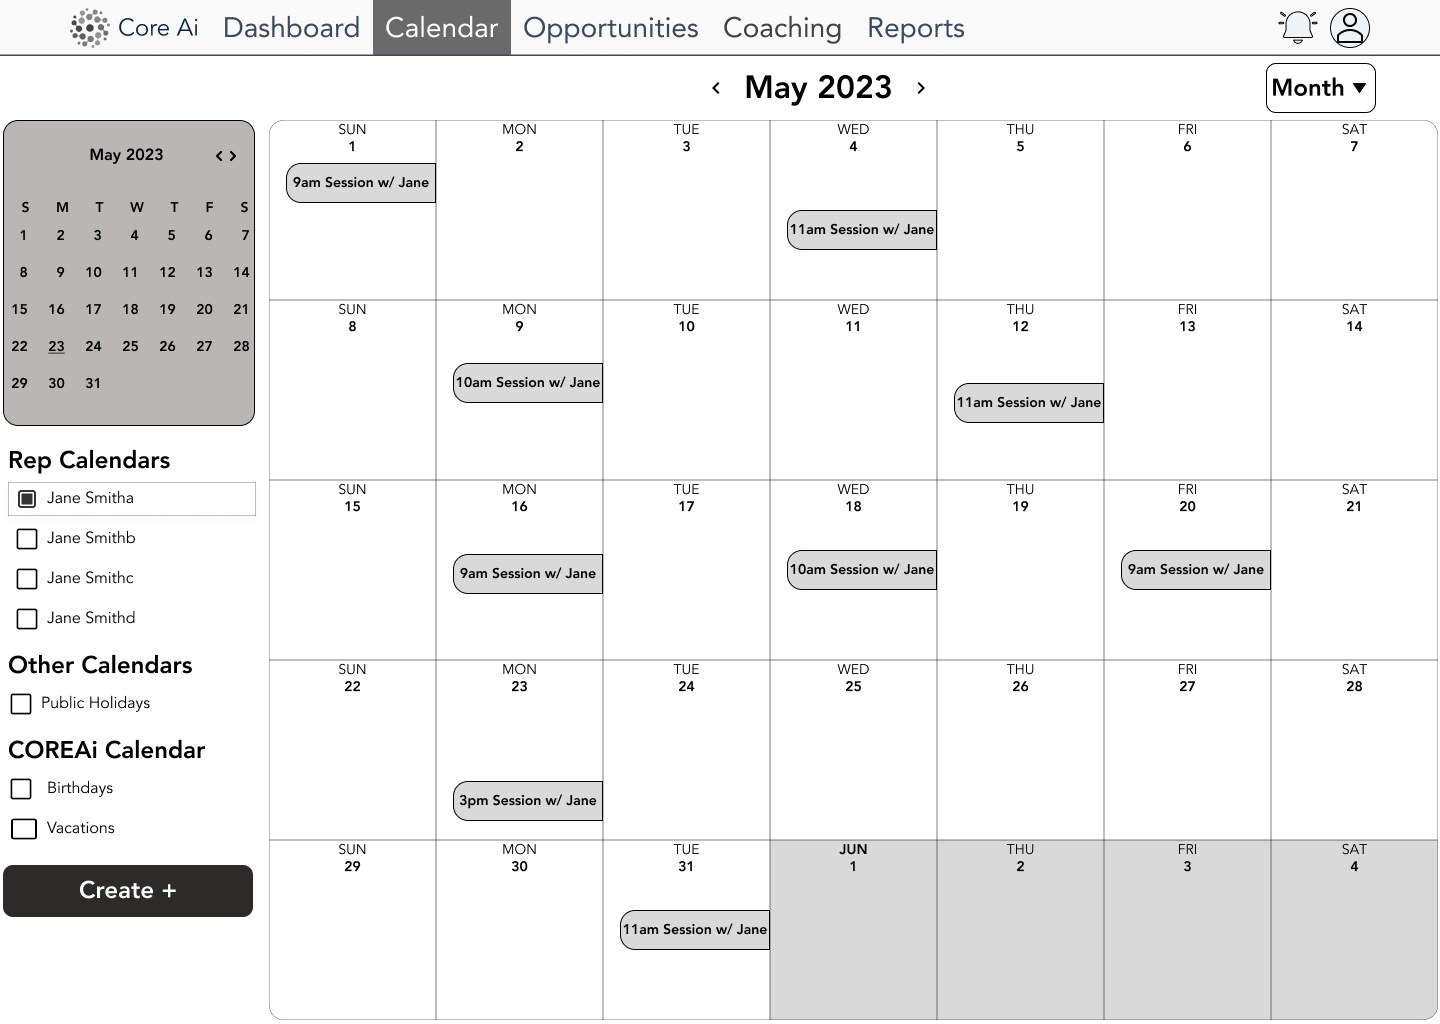 Core Ai Dashboard Calendar Opportunities Coaching Reports
< May 2023 >
Month ▼
May 2023 < >
S M T W T F S
1 2 3 4 5 6 7
8 9 10 11 12 13 14
15 16 17 18 19 20 21
22 23 24 25 26 27 28
29 30 31
Rep Calendars
Jane Smitha
Jane Smithb
Jane Smithc
Jane Smithd
Other Calendars
Public Holidays
COREAi Calendar
Birthdays
Vacations
Create +
SUN MON TUE WED THU FRI SAT
1 2 3 4 5 6 7
9am Session w/ Jane
11am Session w/ Jane
SUN MON TUE WED THU FRI SAT
8 9 10 11 12 13 14
10am Session w/ Jane
11am Session w/ Jane
SUN MON TUE WED THU FRI SAT
15 16 17 18 19 20 21
9am Session w/ Jane
10am Session w/ Jane
9am Session w/ Jane
SUN MON TUE WED THU FRI SAT
22 23 24 25 26 27 28
3pm Session w/ Jane
SUN MON TUE JUN THU FRI SAT
29 30 31 1 2 3 4
11am Session w/ Jane